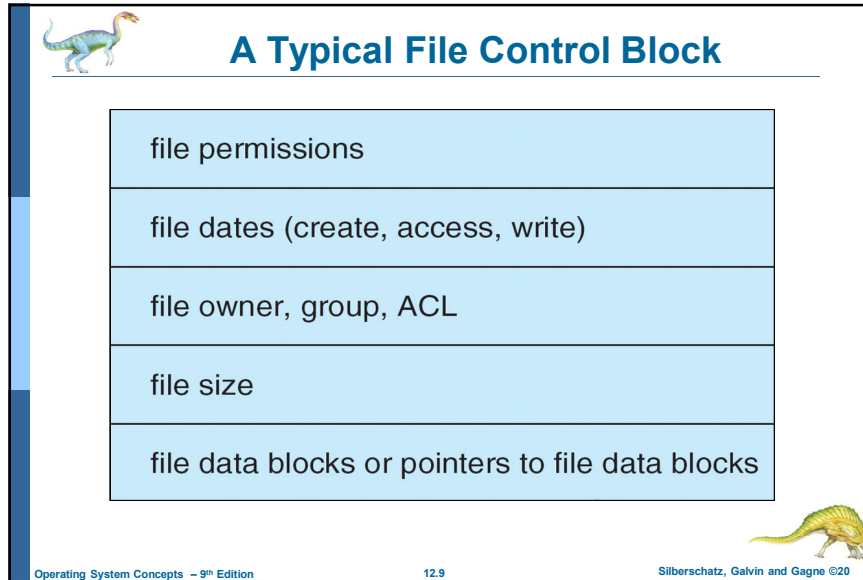 A Typical File Control Block
file permissions
file dates (create, access, write)
file owner, group, ACL
file size
file data blocks or pointers to file data blocks
Operating System Concepts – 9th Edition
12.9
Silberschatz, Galvin and Gagne ©20